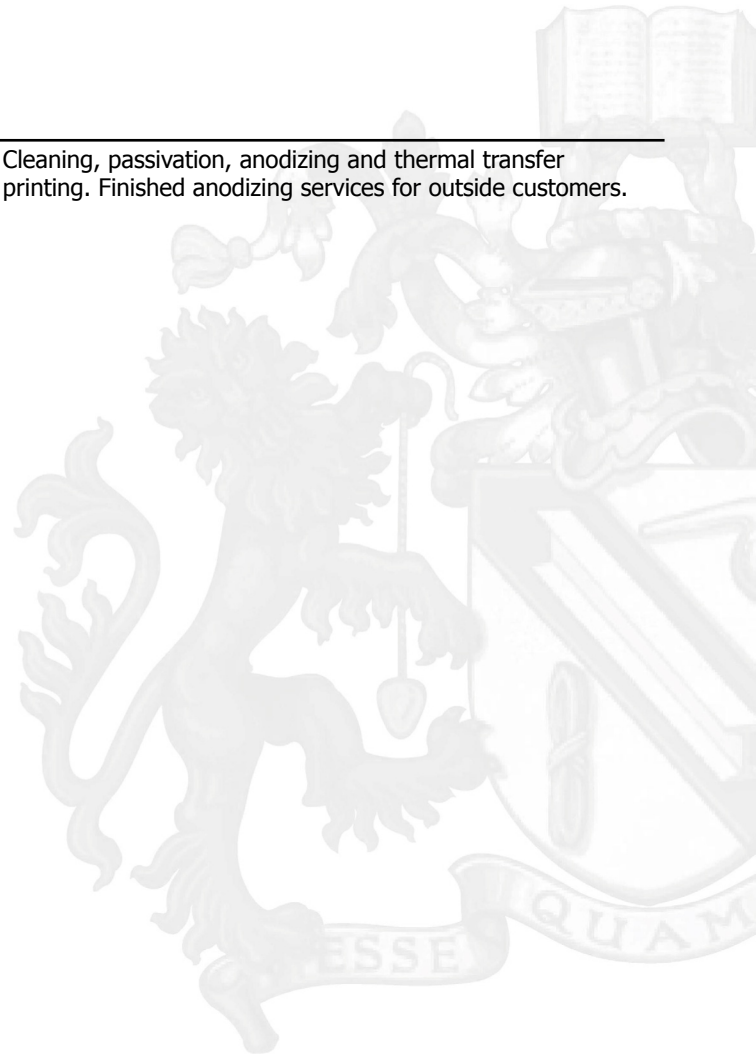 Cleaning, passivation, anodizing and thermal transfer
printing. Finished anodizing services for outside customers.
ESSE
QUAM